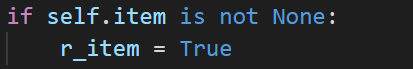 if self.item is not None:
    r_item = True